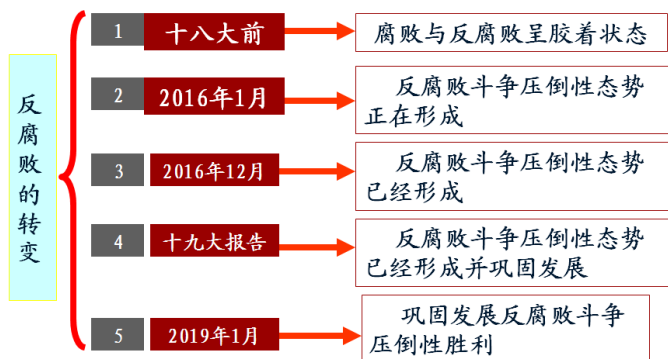 反腐败的转变
1
十八大前
腐败与反腐败呈胶着状态
2
2016年1月
反腐败斗争压倒性态势
正在形成
3
2016年12月
反腐败斗争压倒性态势
已经形成
4
十九大报告
反腐败斗争压倒性态势
已经形成并巩固发展
5
2019年1月
巩固发展反腐败斗争
压倒性胜利